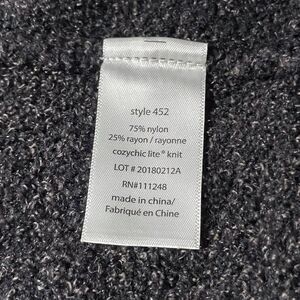 style 452
75% nylon
25% rayon / rayonne
cozychic lite® knit
LOT # 20180212A
RN#111248
made in china/
Fabriqué en Chine